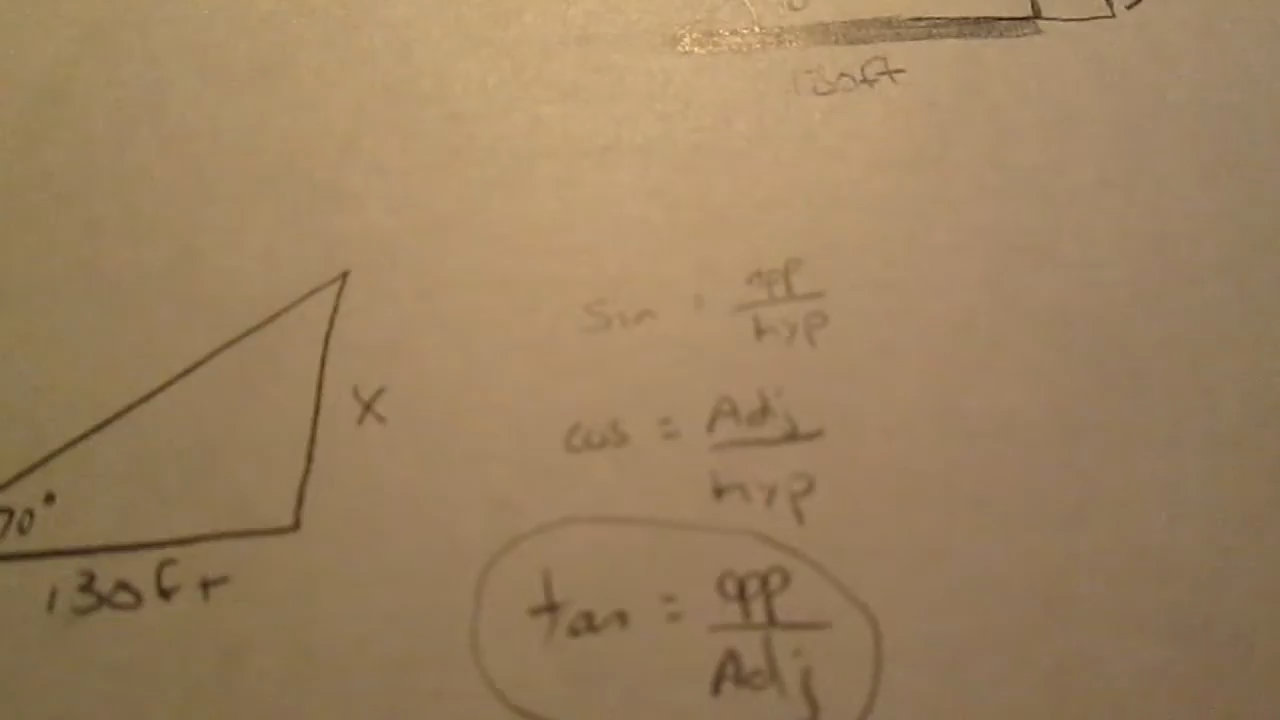 130ft
sin = opp
hyp
x
cos = Adj
hyp
70°
130ft
tan = opp
Adj